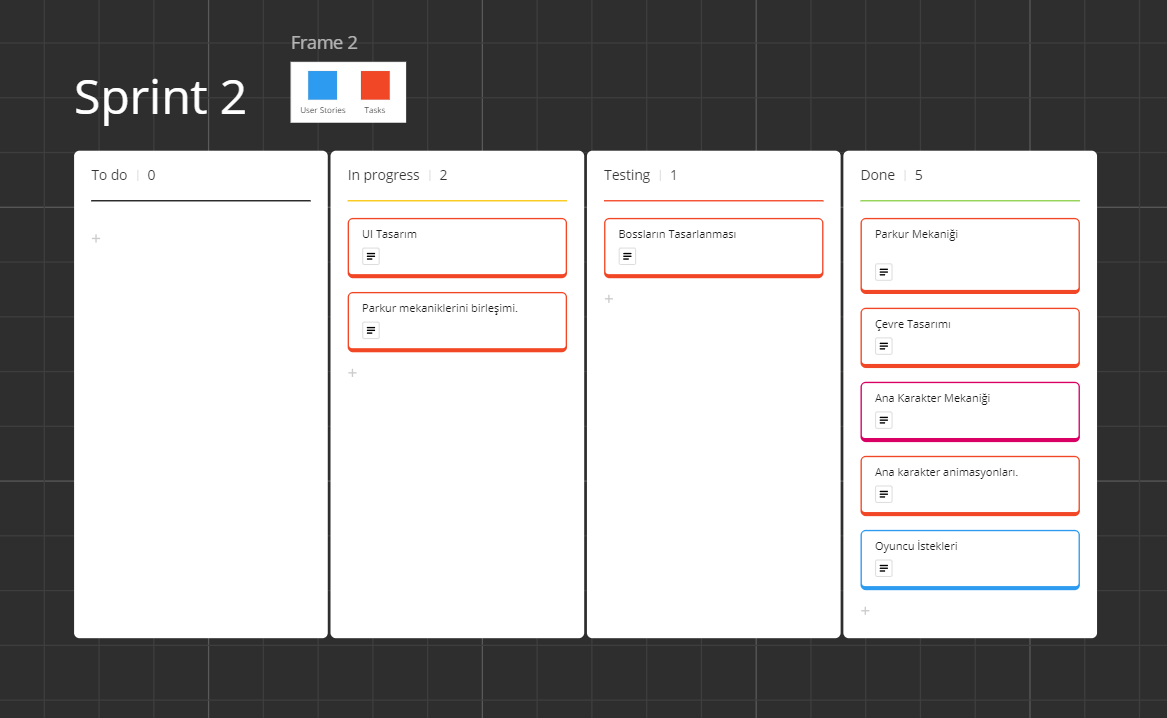 Frame 2
Sprint 2
User Stories
Tasks
To do | 0
In progress | 2
UI Tasarım
Parkur mekaniklerini birleşimi.
Testing | 1
Bossların Tasarlanması
Done | 5
Parkur Mekaniği
Çevre Tasarımı
Ana Karakter Mekaniği
Ana karakter animasyonları.
Oyuncu İstekleri